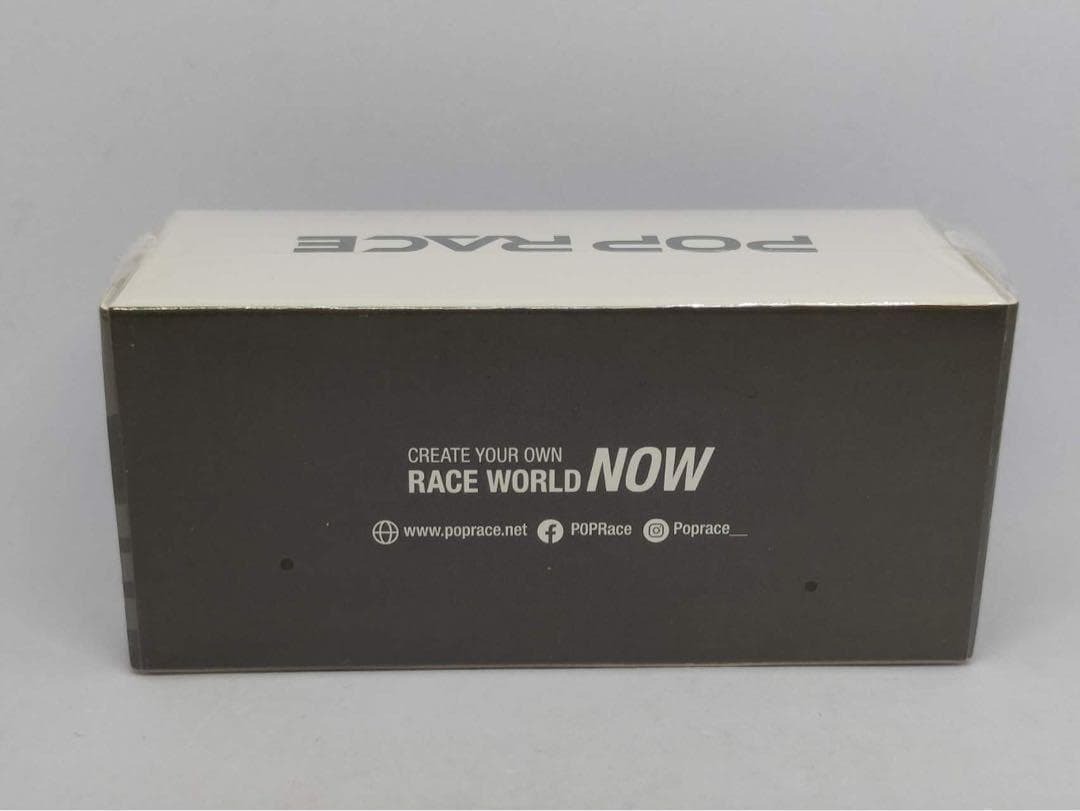 POP RACE
CREATE YOUR OWN
RACE WORLD NOW
www.poprace.net POPRace Poprace__